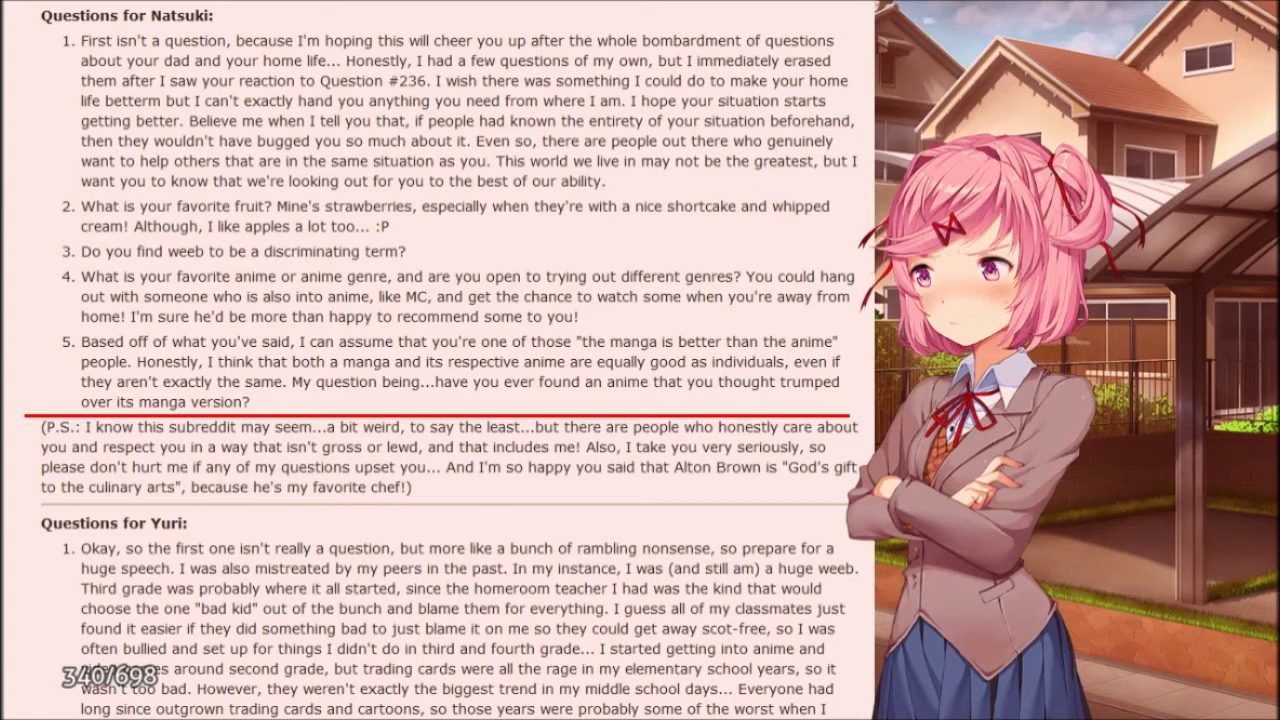 Questions for Natsuki:
1. First isn't a question, because I'm hoping this will cheer you up after the whole bombardment of questions
about your dad and your home life... Honestly, I had a few questions of my own, but I immediately erased
them after I saw your reaction to Question #236. I wish there was something I could do to make your home
life betterm but I can't exactly hand you anything you need from where I am. I hope your situation starts
getting better. Believe me when I tell you that, if people had known the entirety of your situation beforehand,
then they wouldn't have bugged you so much about it. Even so, there are people out there who genuinely
want to help others that are in the same situation as you. This world we live in may not be the greatest, but I
want you to know that we're looking out for you to the best of our ability.
2. What is your favorite fruit? Mine's strawberries, especially when they're with a nice shortcake and whipped
cream! Although, I like apples a lot too... :P
3. Do you find weeb to be a discriminating term?
4. What is your favorite anime or anime genre, and are you open to trying out different genres? You could hang
out with someone who is also into anime, like MC, and get the chance to watch some when you're away from
home! I'm sure he'd be more than happy to recommend some to you!
5. Based off of what you've said, I can assume that you're one of those "the manga is better than the anime"
people. Honestly, I think that both a manga and its respective anime are equally good as individuals, even if
they aren't exactly the same. My question being...have you ever found an anime that you thought trumped
over its manga version?
(P.S.: I know this subreddit may seem...a bit weird, to say the least...but there are people who honestly care about
you and respect you in a way that isn't gross or lewd, and that includes me! Also, I take you very seriously, so
please don't hurt me if any of my questions upset you... And I'm so happy you said that Alton Brown is "God's gift
to the culinary arts", because he's my favorite chef!)
Questions for Yuri:
1. Okay, so the first one isn't really a question, but more like a bunch of rambling nonsense, so prepare for a
huge speech. I was also mistreated by my peers in the past. In my instance, I was (and still am) a huge weeb.
Third grade was probably where it all started, since the homeroom teacher I had was the kind that would
choose the one "bad kid" out of the bunch and blame them for everything. I guess all of my classmates just
found it easier if they did something bad to just blame it on me so they could get away scot-free, so I was
often bullied and set up for things I didn't do in third and fourth grade... I started getting into anime and
around second grade, but trading cards were all the rage in my elementary school years, so it
340/698
wasn't too bad. However, they weren't exactly the biggest trend in my middle school days... Everyone had
long since outgrown trading cards and cartoons, so those years were probably some of the worst when I